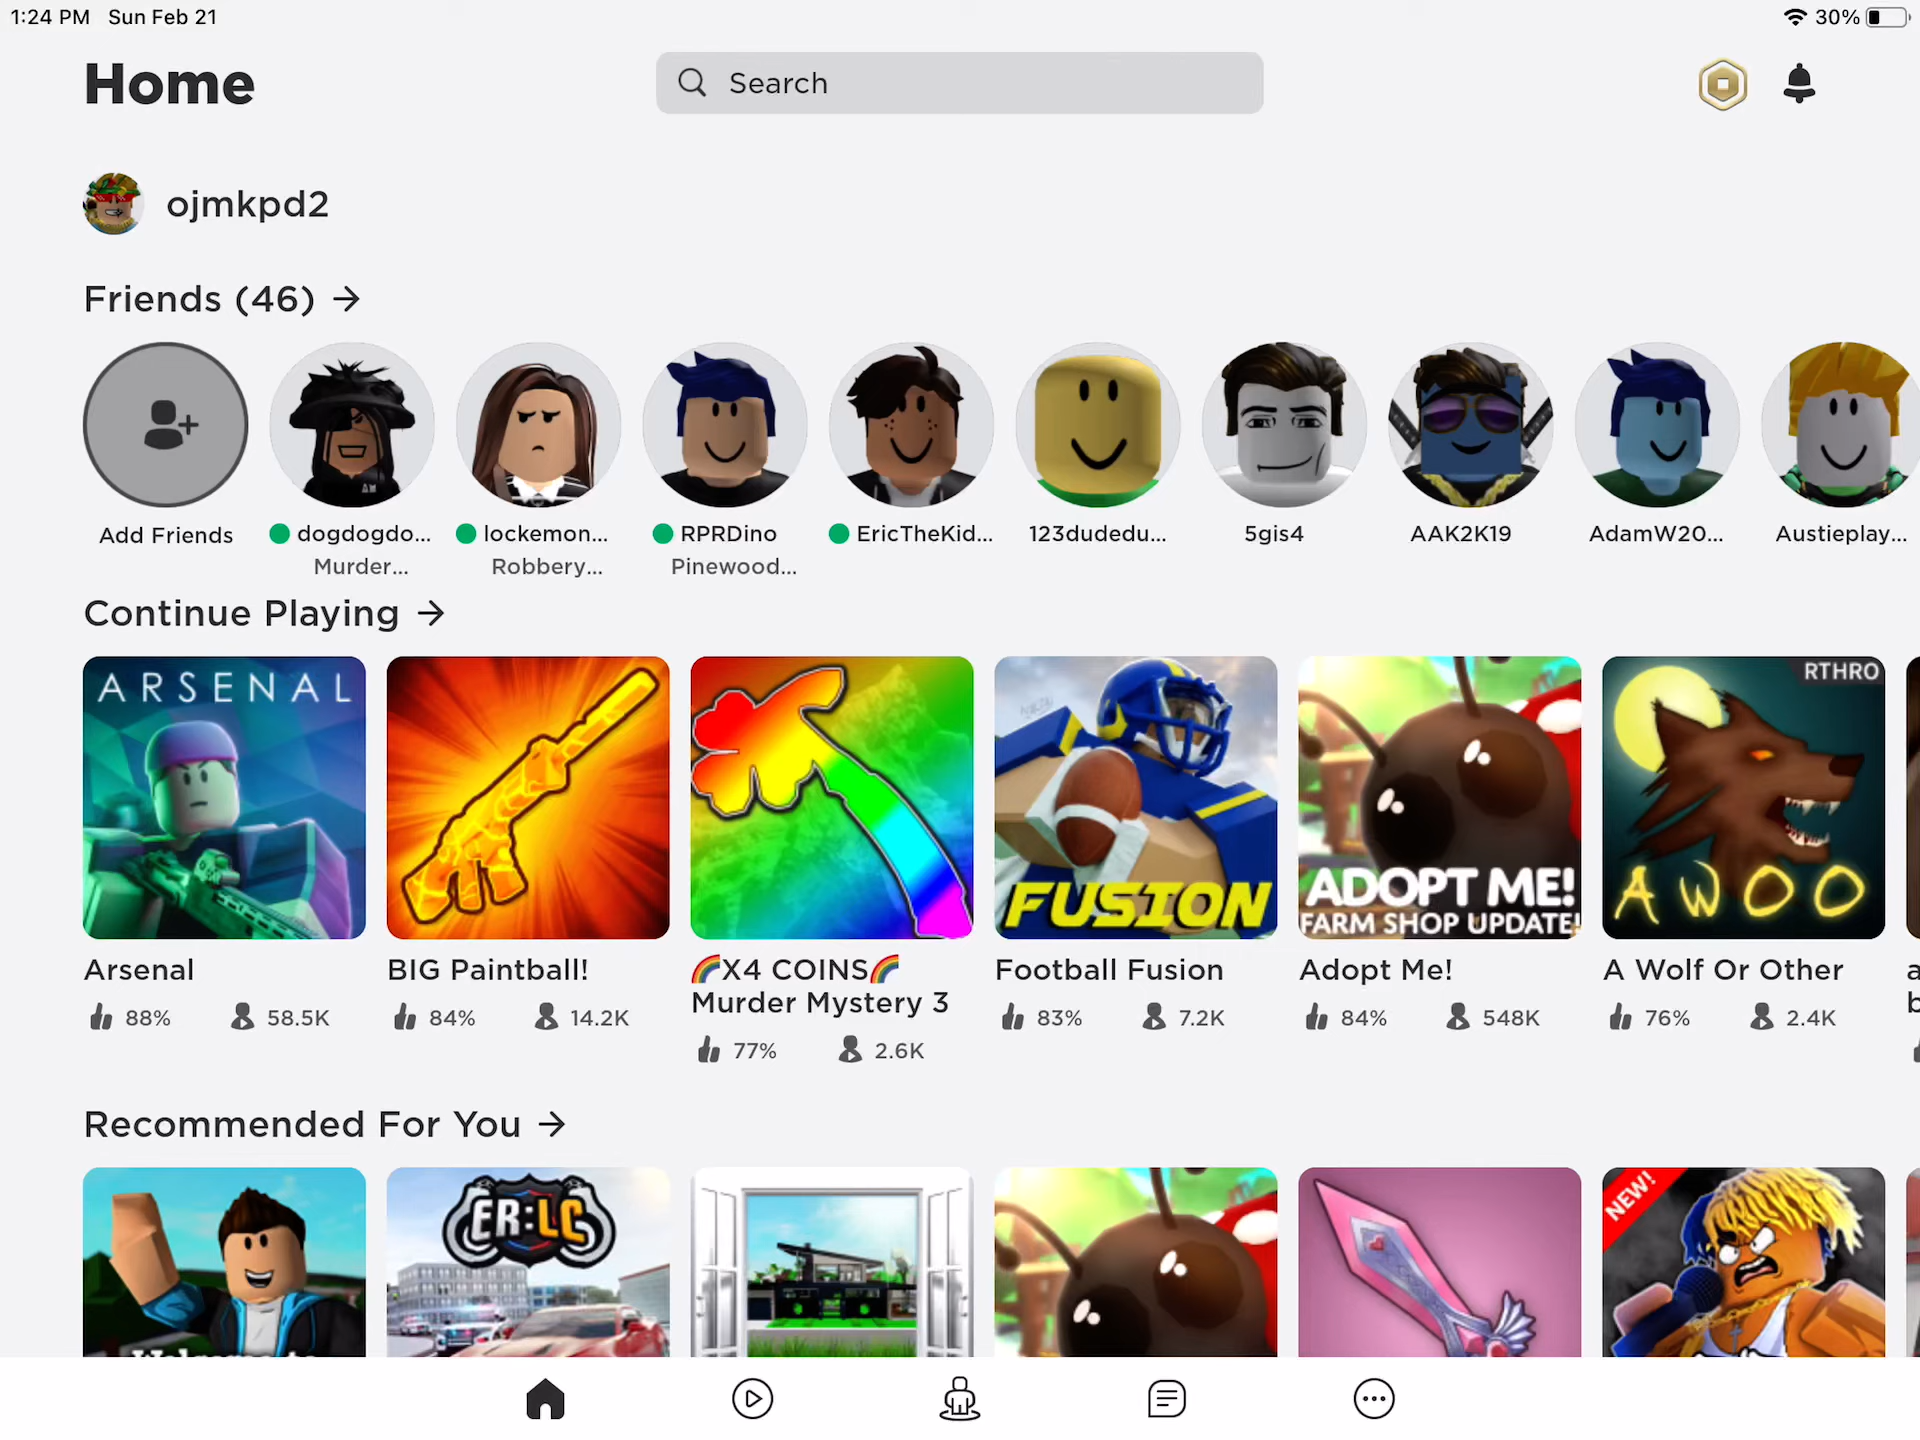 1:24 PM Sun Feb 21
30%
Home
Search
ojmkpd2
Friends (46) →
Add Friends
dogdogdo...
Murder...
lockemon...
Robbery...
RPRDino
Pinewood...
EricTheKid...
123dudedu...
5gis4
AAK2K19
AdamW20...
Austieplay...
Continue Playing →
ARSENAL
FUSION
ADOPT ME!
FARM SHOP UPDATE!
RTHRO
AWOO
Arsenal
88% 58.5K
BIG Paintball!
84% 14.2K
🌈X4 COINS🌈
Murder Mystery 3
77% 2.6K
Football Fusion
83% 7.2K
Adopt Me!
84% 548K
A Wolf Or Other
76% 2.4K
Recommended For You →
ER:LC
NEW!